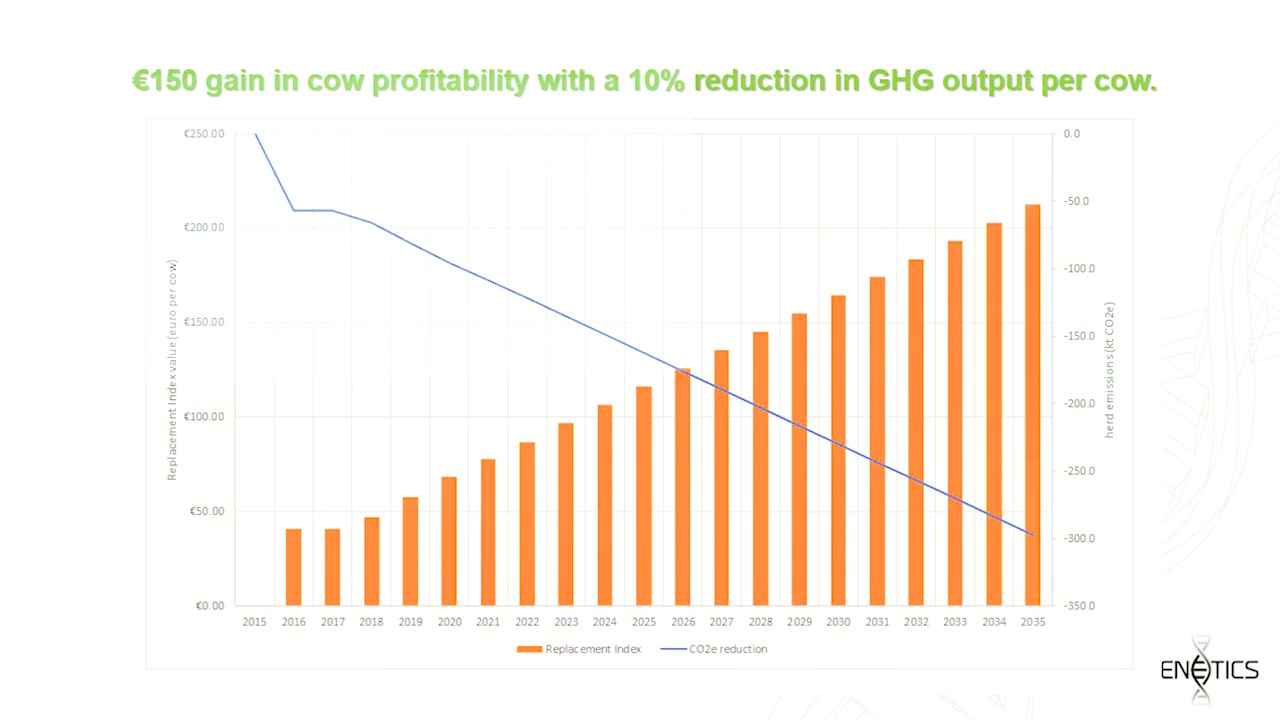 €150 gain in cow profitability with a 10% reduction in GHG output per cow.
€250.00
€200.00
€150.00
€100.00
€50.00
€0.00
Replacement Index value (euro per cow)
0.0
-50.0
-100.0
-150.0
-200.0
-250.0
-300.0
-350.0
herd emissions (kt CO2e)
2015 2016 2017 2018 2019 2020 2021 2022 2023 2024 2025 2026 2027 2028 2029 2030 2031 2032 2033 2034 2035
Replacement Index CO2e reduction
ENETICS